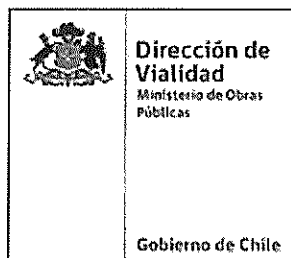 Dirección de
Vialidad
Ministerio de Obras
Públicas
Gobierno de Chile